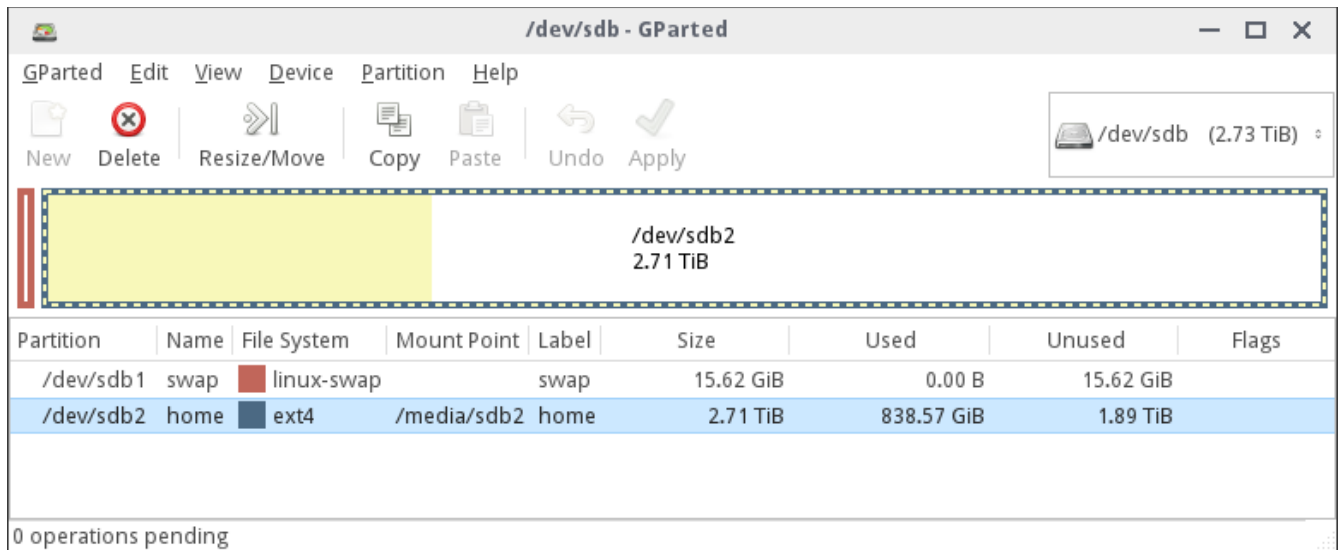 /dev/sdb - GParted
GParted Edit View Device Partition Help
New Delete Resize/Move Copy Paste Undo Apply /dev/sdb (2.73 TiB)
/dev/sdb2
2.71 TiB
Partition Name File System Mount Point Label Size Used Unused Flags
/dev/sdb1 swap linux-swap swap 15.62 GiB 0.00 B 15.62 GiB
/dev/sdb2 home ext4 /media/sdb2 home 2.71 TiB 838.57 GiB 1.89 TiB
0 operations pending